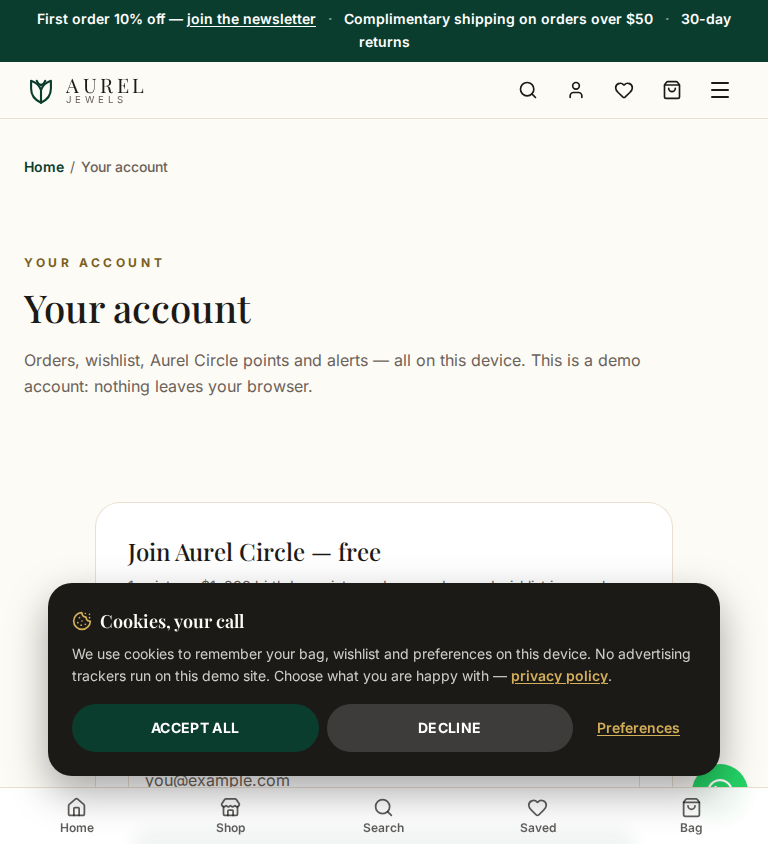 First order 10% off — join the newsletter · Complimentary shipping on orders over $50 · 30-day
returns
AUREL
JEWELS
Home / Your account
YOUR ACCOUNT
Your account
Orders, wishlist, Aurel Circle points and alerts — all on this device. This is a demo
account: nothing leaves your browser.
Join Aurel Circle — free
Cookies, your call
We use cookies to remember your bag, wishlist and preferences on this device. No advertising
trackers run on this demo site. Choose what you are happy with — privacy policy.
ACCEPT ALL
DECLINE
Preferences
you@example.com
Home
Shop
Search
Saved
Bag